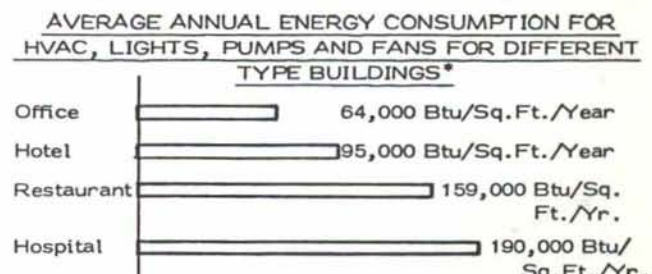 AVERAGE ANNUAL ENERGY CONSUMPTION FOR
HVAC, LIGHTS, PUMPS AND FANS FOR DIFFERENT
TYPE BUILDINGS*
Office 64,000 Btu/Sq.Ft./Year
Hotel 95,000 Btu/Sq.Ft./Year
Restaurant 159,000 Btu/Sq.
Ft./Yr.
Hospital 190,000 Btu/
Sq.Ft./Yr